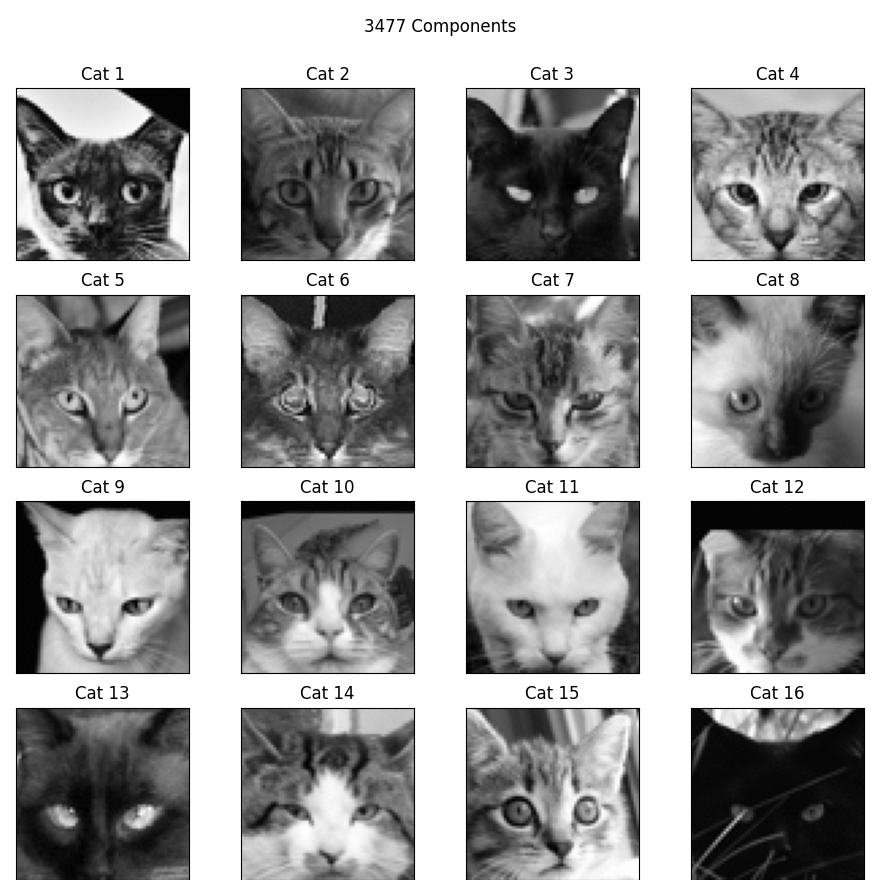 3477 Components
Cat 1 Cat 2 Cat 3 Cat 4
Cat 5 Cat 6 Cat 7 Cat 8
Cat 9 Cat 10 Cat 11 Cat 12
Cat 13 Cat 14 Cat 15 Cat 16